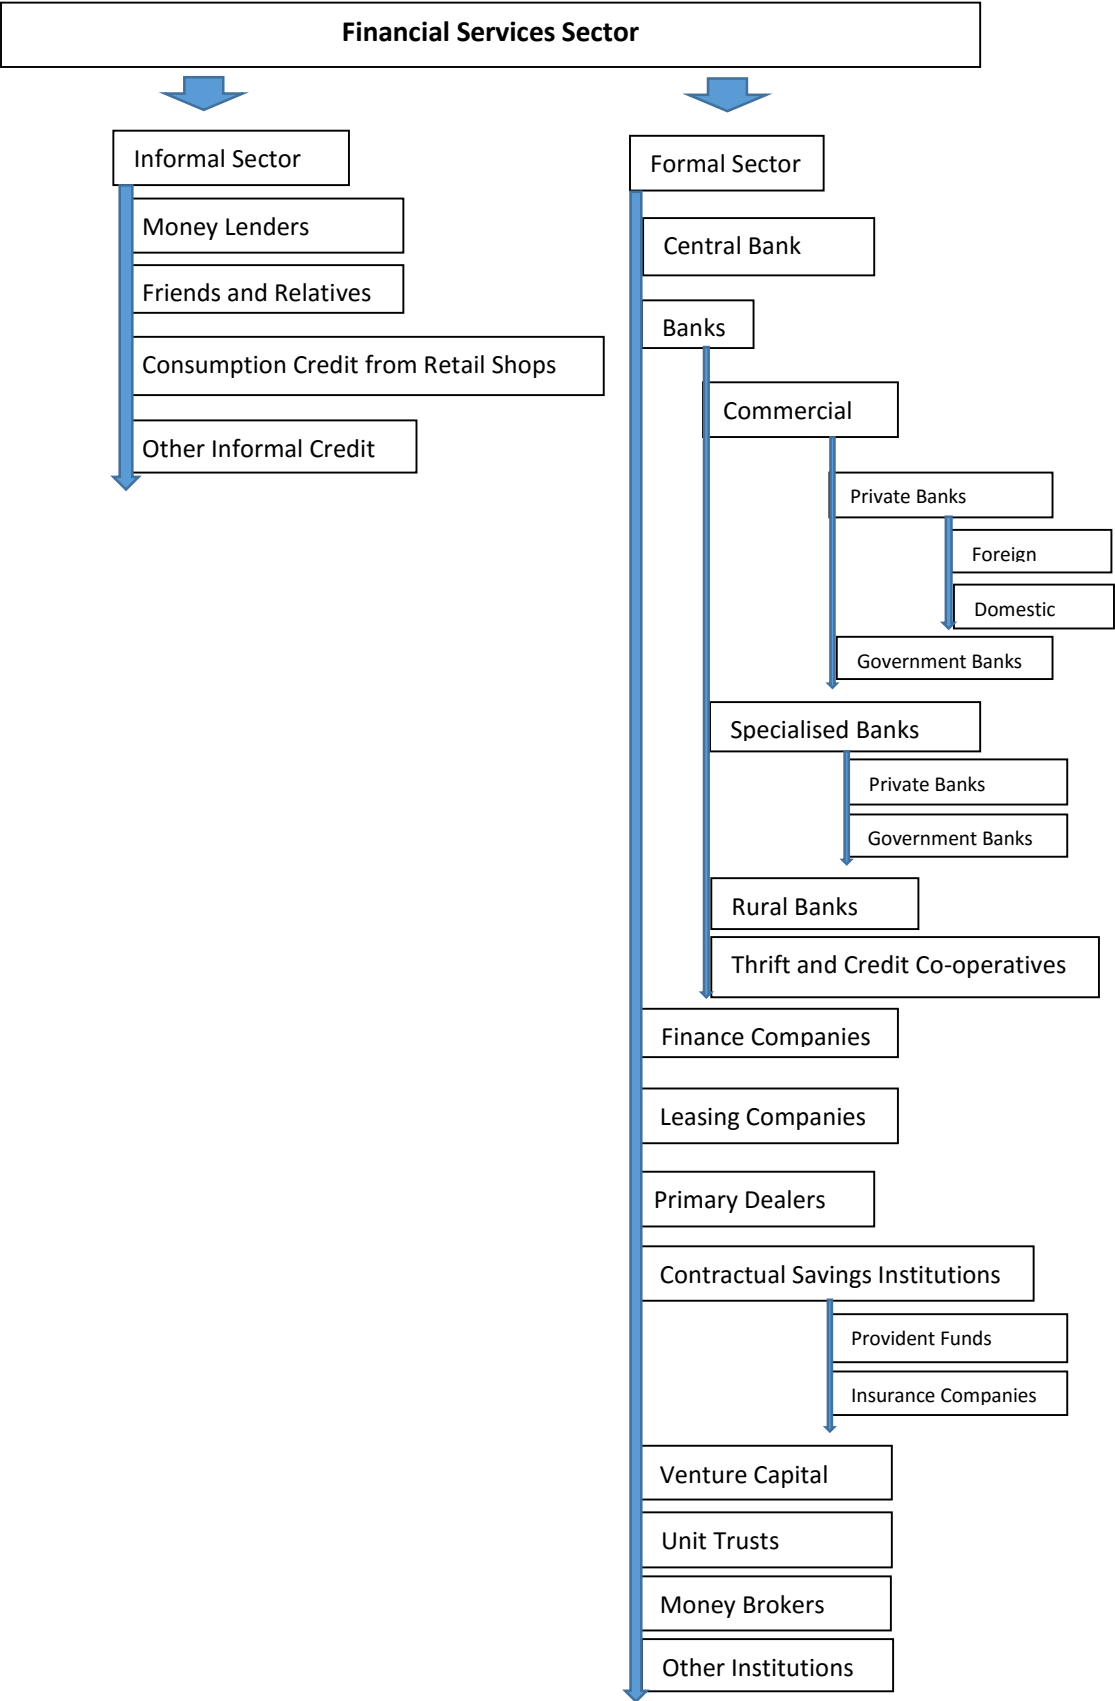 Financial Services Sector
Informal Sector
Money Lenders
Friends and Relatives
Consumption Credit from Retail Shops
Other Informal Credit
Formal Sector
Central Bank
Banks
Commercial
Private Banks
Foreign
Domestic
Government Banks
Specialised Banks
Private Banks
Government Banks
Rural Banks
Thrift and Credit Co-operatives
Finance Companies
Leasing Companies
Primary Dealers
Contractual Savings Institutions
Provident Funds
Insurance Companies
Venture Capital
Unit Trusts
Money Brokers
Other Institutions